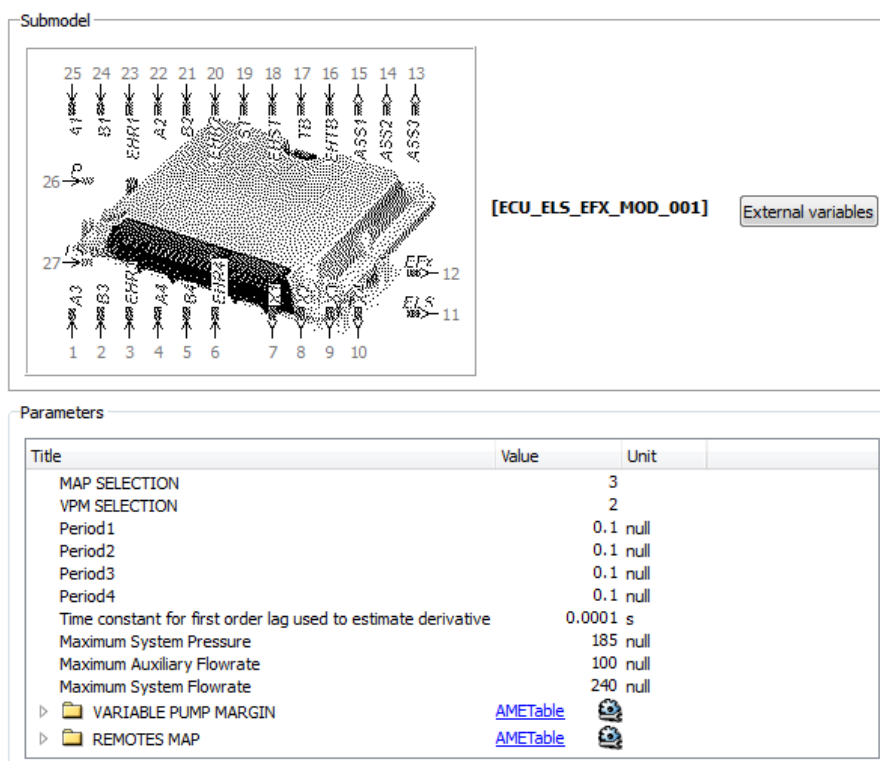 Submodel
25 24 23 22 21 20 19 18 17 16 15 14 13
A1 B1 EHR1 A2 B2 EHR2 ST EHST TB EHTB ASS1 ASS2 ASS3
P
26
[ECU_ELS_EFX_MOD_001]
External variables
LS
27
EFx
12
ELS
11
A3 B3 A4
X1 X2 X3 X4
1 2 3 4 5 6 7 8 9 10
Parameters
Title Value Unit
MAP SELECTION 3
VPM SELECTION 2
Period1 0.1 null
Period2 0.1 null
Period3 0.1 null
Period4 0.1 null
Time constant for first order lag used to estimate derivative 0.0001 s
Maximum System Pressure 185 null
Maximum Auxiliary Flowrate 100 null
Maximum System Flowrate 240 null
VARIABLE PUMP MARGIN AMETable
REMOTES MAP AMETable